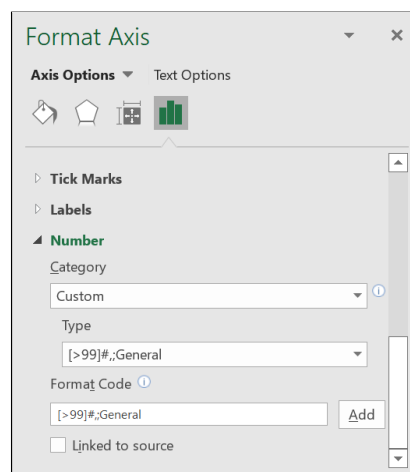 Format Axis
Axis Options Text Options
Tick Marks
Labels
Number
Category
Custom
Type
[>99]#,;;General
Format Code
[>99]#,;;General Add
Linked to source